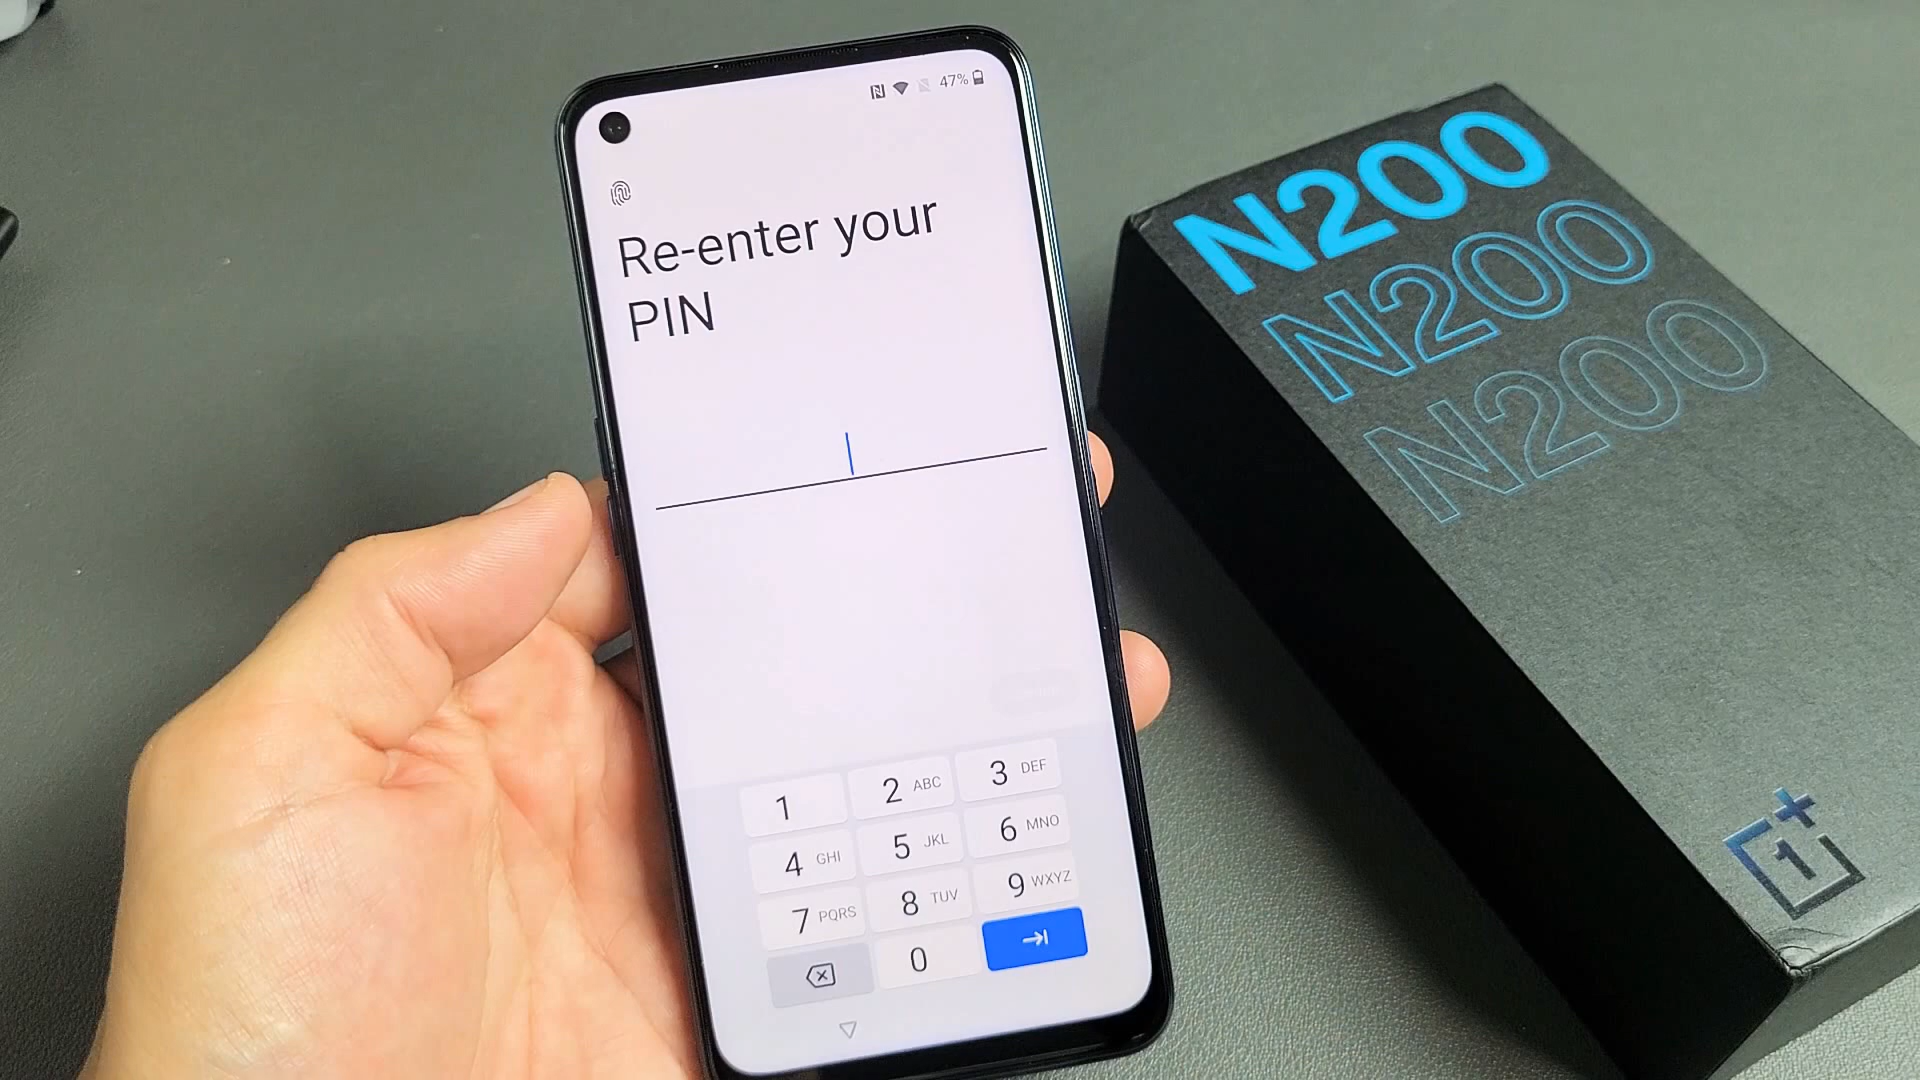 47%
Re-enter your
PIN
1
2 ABC
3 DEF
4 GHI
5 JKL
6 MNO
7 PQRS
8 TUV
9 WXYZ
0
N200
N200
N200
1+